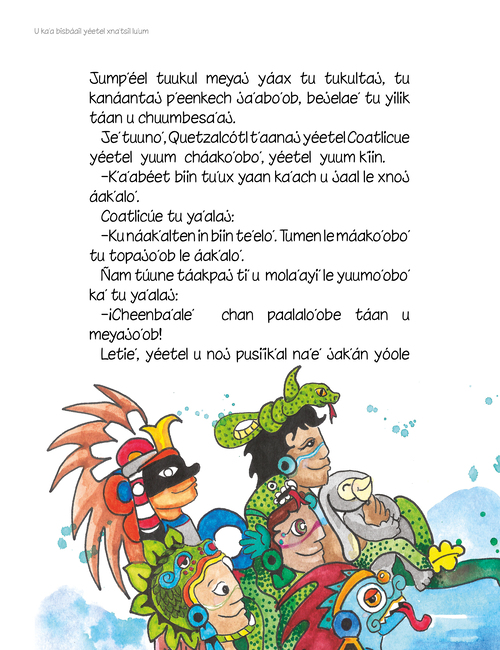 U ka'a bisbáail yéetel xna'tsil lu'um
Jump'éel tuukul meyaj yáax tu tukultaj, tu
kanáantaj p'eenkech ja'abo'ob, bejelae' tu yilik
táan u chuumbesa'aj.
Je' tuuno', Quetzalcótl t'aanaj yéetel Coatlicue
yéetel yuum cháako'obo', yéetel yuum k'iin.
–K'a'abéet biin tu'ux yaan ka'ach u jaal le xnoj
áak'alo'.
Coatlicúe tu ya'alaj:
–Ku náak'alten in biin te'elo'. Tumen le máako'obo'
tu topajo'ob le áak'alo'.
Ñam túune táakpaj ti' u mola'ayi' le yuumo'obo'
ka' tu ya'alaj:
–¡Cheenba'ale' chan paalalo'obe táan u
meyajo'ob!
Letie', yéetel u noj pusiik'al na'e' jak'án yóole